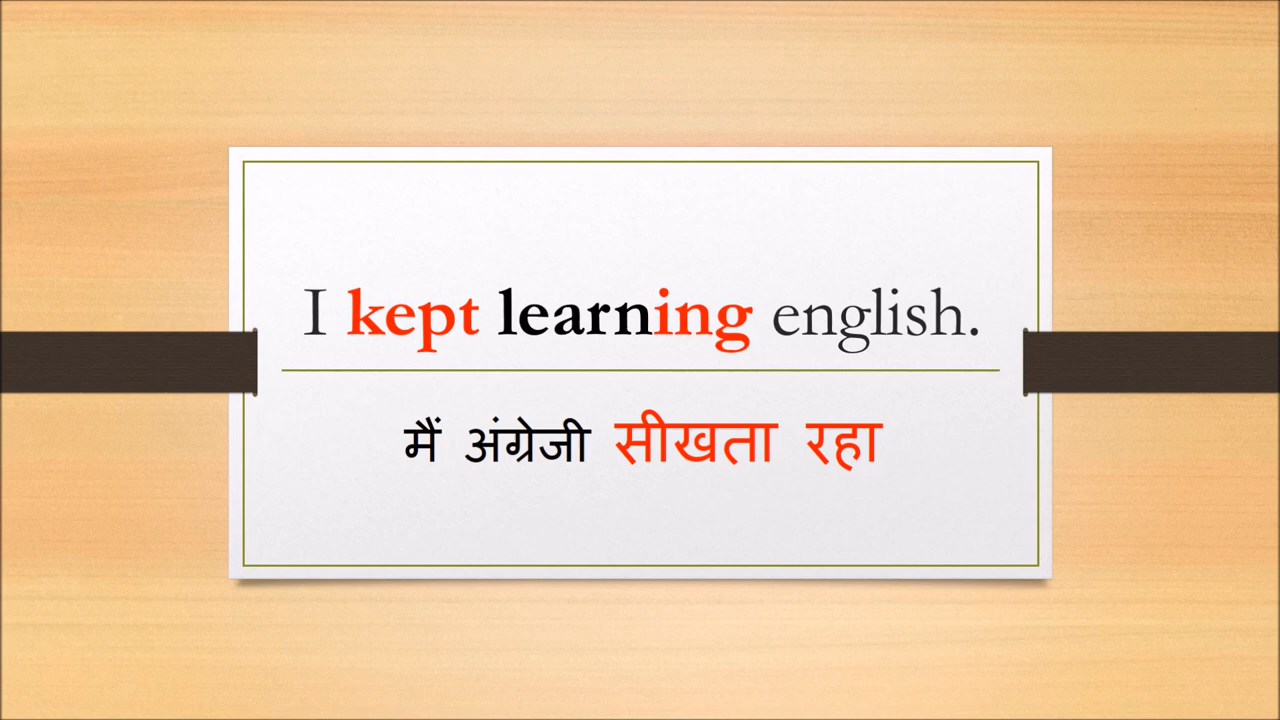 I kept learning english.
मैं अंग्रेजी सीखता रहा